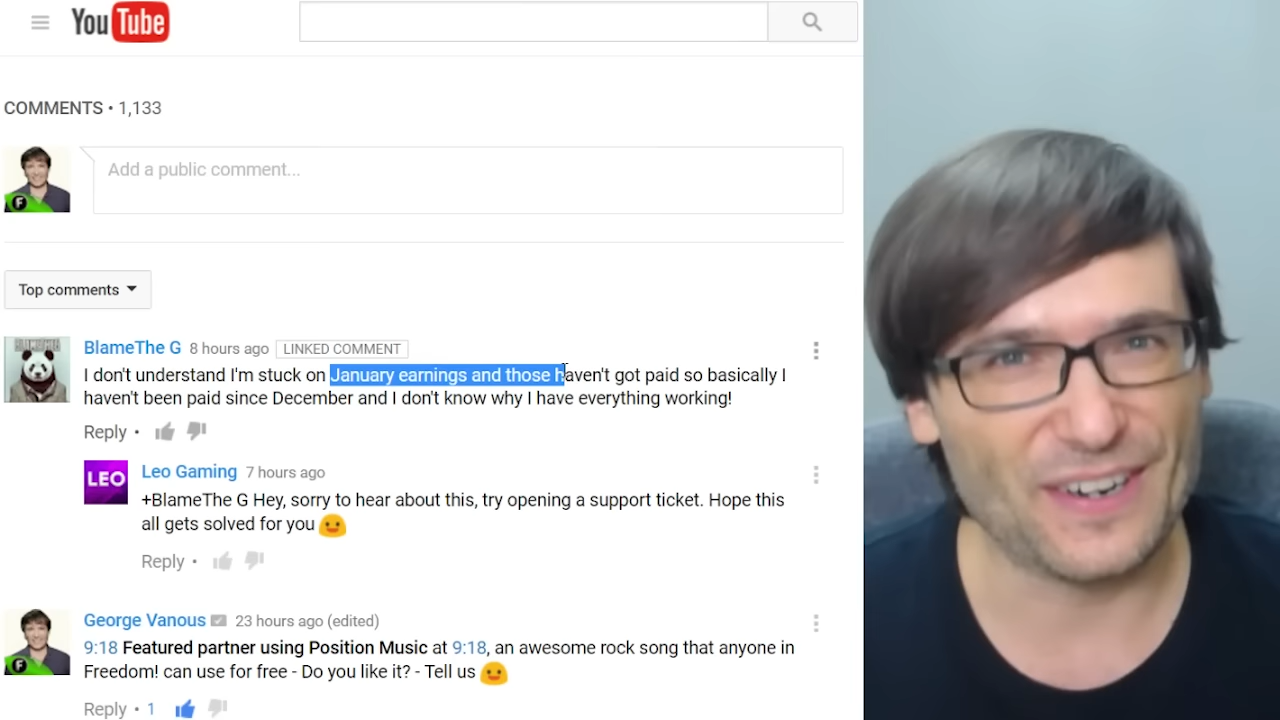 YouTube
COMMENTS • 1,133
Add a public comment...
Top comments
BlameThe G 8 hours ago LINKED COMMENT
I don't understand I'm stuck on January earnings and those haven't got paid so basically I
haven't been paid since December and I don't know why I have everything working!
Reply •
LEO
Leo Gaming 7 hours ago
+BlameThe G Hey, sorry to hear about this, try opening a support ticket. Hope this
all gets solved for you
Reply •
George Vanous 23 hours ago (edited)
9:18 Featured partner using Position Music at 9:18, an awesome rock song that anyone in
Freedom! can use for free - Do you like it? - Tell us
Reply • 1